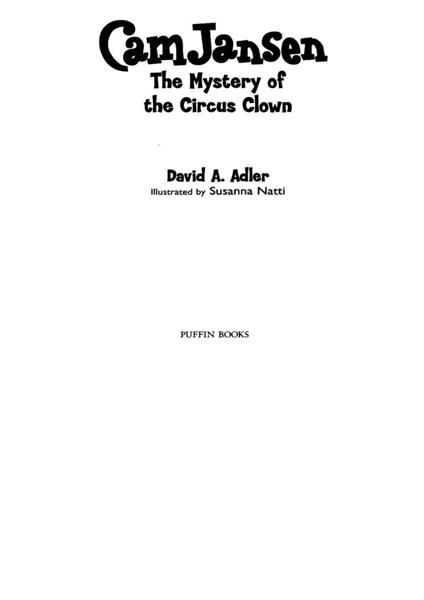 Cam Jansen
The Mystery of
the Circus Clown
David A. Adler
Illustrated by Susanna Natti
PUFFIN BOOKS